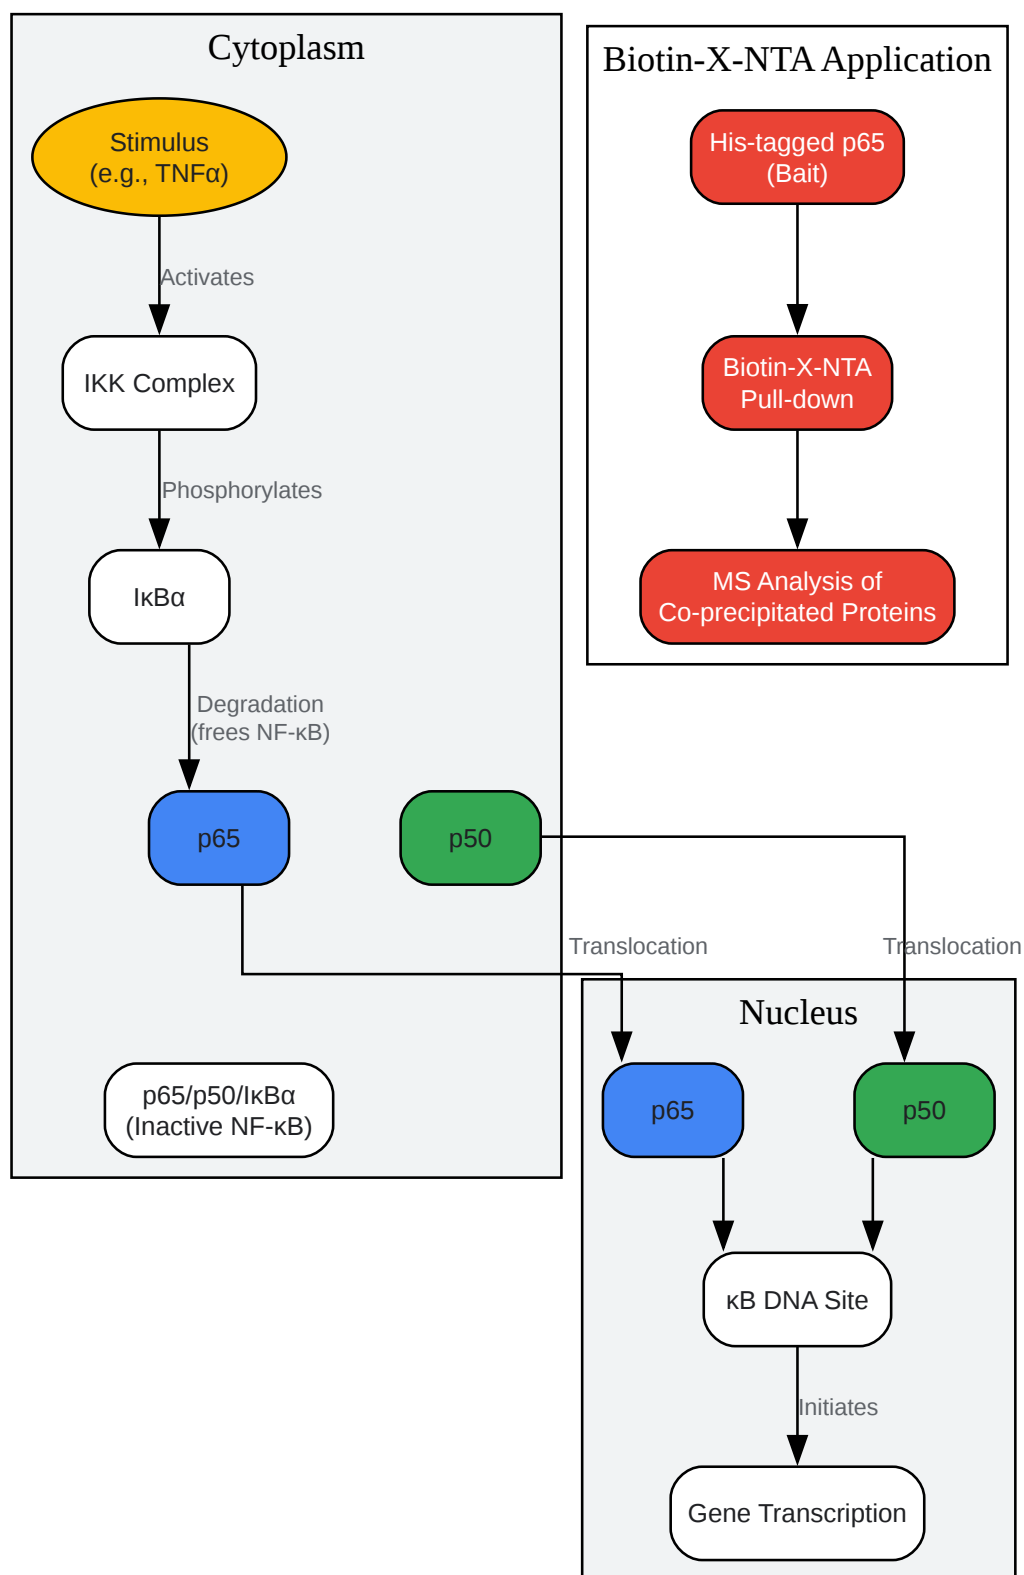 Cytoplasm
Stimulus
(e.g., TNFα)
Activates
IKK Complex
Phosphorylates
IκBα
Degradation
(frees NF-κB)
p65
p50
p65/p50/IκBα
(Inactive NF-κB)
Biotin-X-NTA Application
His-tagged p65
(Bait)
Biotin-X-NTA
Pull-down
MS Analysis of
Co-precipitated Proteins
Translocation
Translocation
Nucleus
p65
p50
κB DNA Site
Initiates
Gene Transcription